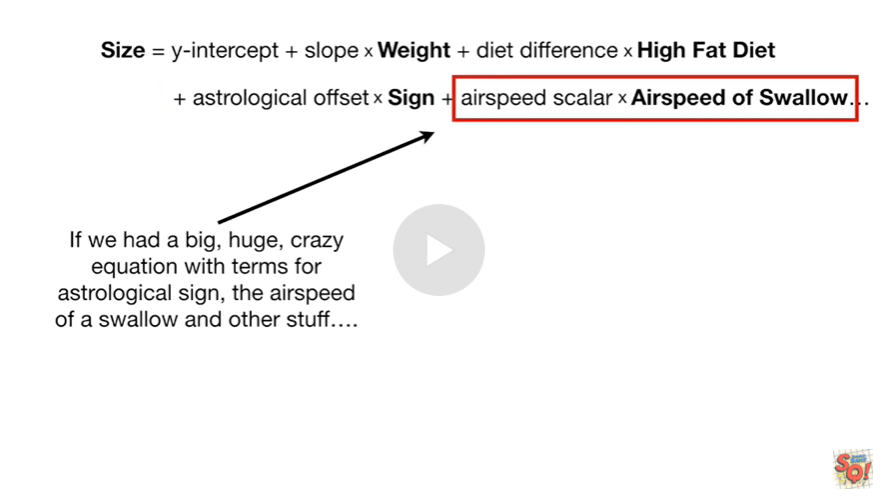 Size = y-intercept + slope x Weight + diet difference x High Fat Diet
+ astrological offset x Sign + airspeed scalar x Airspeed of Swallow…
If we had a big, huge, crazy
equation with terms for
astrological sign, the airspeed
of a swallow and other stuff….
SQ!